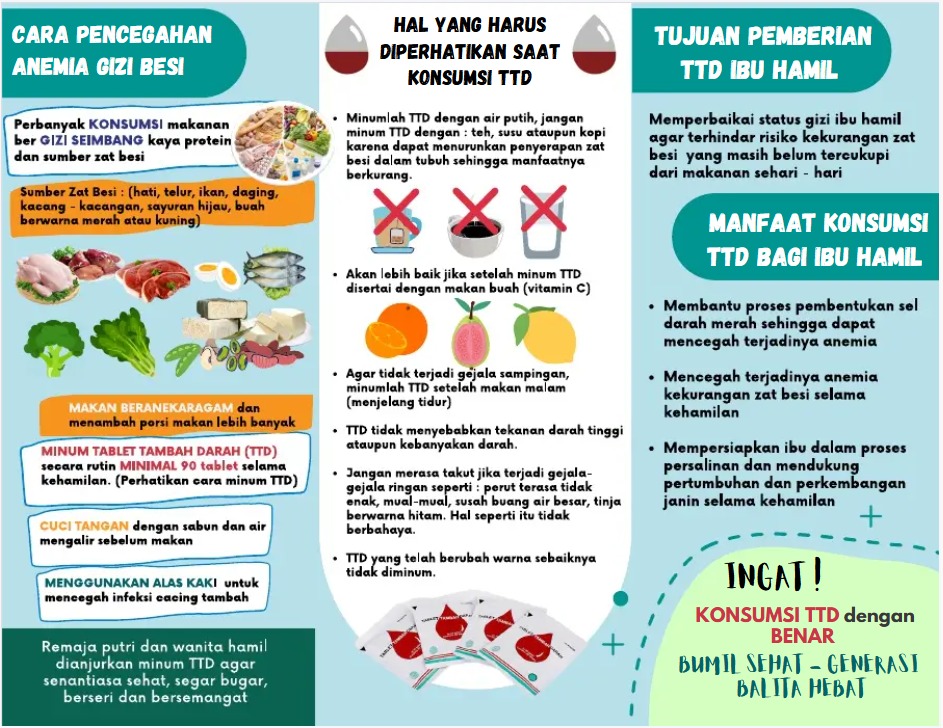 CARA PENCEGAHAN
ANEMIA GIZI BESI
Perbanyak KONSUMSI makanan
ber GIZI SEIMBANG kaya protein
dan sumber zat besi
Sumber Zat Besi : (hati, telur, ikan, daging,
kacang - kacangan, sayuran hijau, buah
berwarna merah atau kuning)
MAKAN BERANEKARAGAM dan
menambah porsi makan lebih banyak
MINUM TABLET TAMBAH DARAH (TTD)
secara rutin MINIMAL 90 tablet selama
kehamilan. (Perhatikan cara minum TTD)
CUCI TANGAN dengan sabun dan air
mengalir sebelum makan
MENGGUNAKAN ALAS KAKI untuk
mencegah infeksi cacing tambah
Remaja putri dan wanita hamil
dianjurkan minum TTD agar
senantiasa sehat, segar bugar,
berseri dan bersemangat
HAL YANG HARUS
DIPERHATIKAN SAAT
KONSUMSI TTD
• Minumlah TTD dengan air putih, jangan
minum TTD dengan : teh, susu ataupun kopi
karena dapat menurunkan penyerapan zat
besi dalam tubuh sehingga manfaatnya
berkurang.
• Akan lebih baik jika setelah minum TTD
disertai dengan makan buah (vitamin C)
• Agar tidak terjadi gejala sampingan,
minumlah TTD setelah makan malam
(menjelang tidur)
• TTD tidak menyebabkan tekanan darah tinggi
ataupun kebanyakan darah.
• Jangan merasa takut jika terjadi gejala-
gejala ringan seperti : perut terasa tidak
enak, mual-mual, susah buang air besar, tinja
berwarna hitam. Hal seperti itu tidak
berbahaya.
• TTD yang telah berubah warna sebaiknya
tidak diminum.
TUJUAN PEMBERIAN
TTD IBU HAMIL
Memperbaikai status gizi ibu hamil
agar terhindar risiko kekurangan zat
besi yang masih belum tercukupi
dari makanan sehari - hari
MANFAAT KONSUMSI
TTD BAGI IBU HAMIL
• Membantu proses pembentukan sel
darah merah sehingga dapat
mencegah terjadinya anemia
• Mencegah terjadinya anemia
kekurangan zat besi selama
kehamilan
• Mempersiapkan ibu dalam proses
persalinan dan mendukung
pertumbuhan dan perkembangan
janin selama kehamilan
INGAT!
KONSUMSI TTD dengan
BENAR
BUMIL SEHAT - GENERASI
BALITA HEBAT